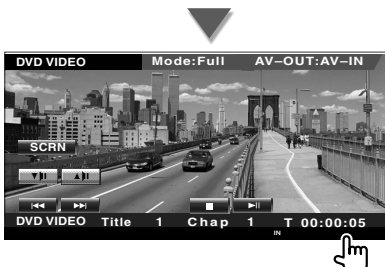 DVD VIDEO Mode:Full AV–OUT:AV–IN
SCRN
DVD VIDEO Title 1 Chap 1 T 00:00:05
IN